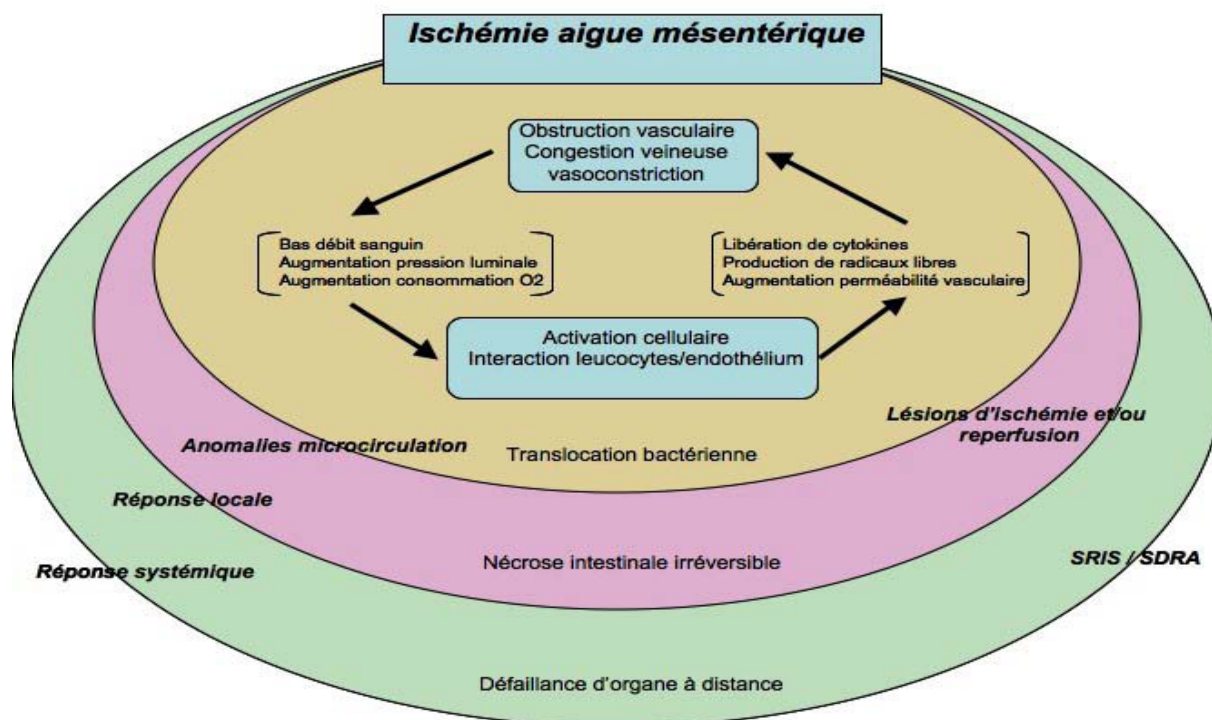 Ischémie aigue mésentérique
Obstruction vasculaire
Congestion veineuse
vasoconstriction
Bas débit sanguin
Augmentation pression luminale
Augmentation consommation O2
Libération de cytokines
Production de radicaux libres
Augmentation perméabilité vasculaire
Activation cellulaire
Interaction leucocytes/endothélium
Anomalies microcirculation
Translocation bactérienne
Lésions d'ischémie et/ou
reperfusion
Réponse locale
Nécrose intestinale irréversible
Réponse systémique
SRIS / SDRA
Défaillance d'organe à distance